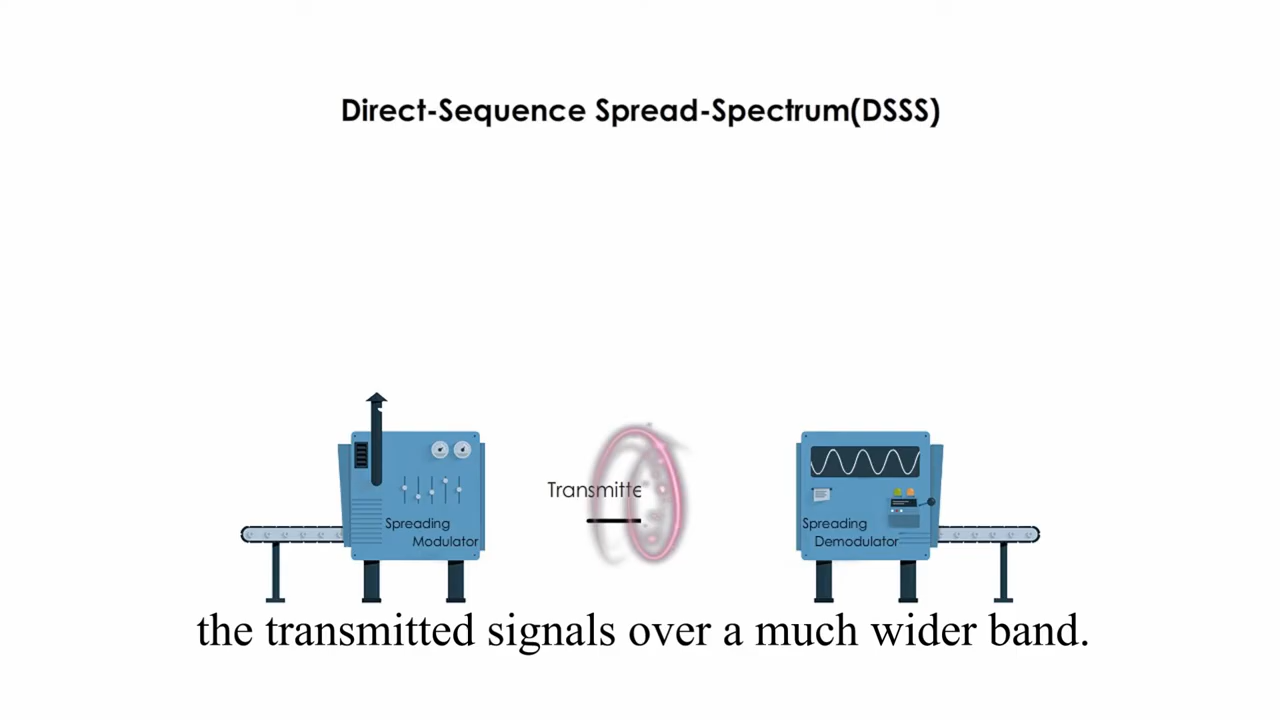 Direct-Sequence Spread-Spectrum(DSSS)
Transmitte
Spreading
Modulator
Spreading
Demodulator
the transmitted signals over a much wider band.